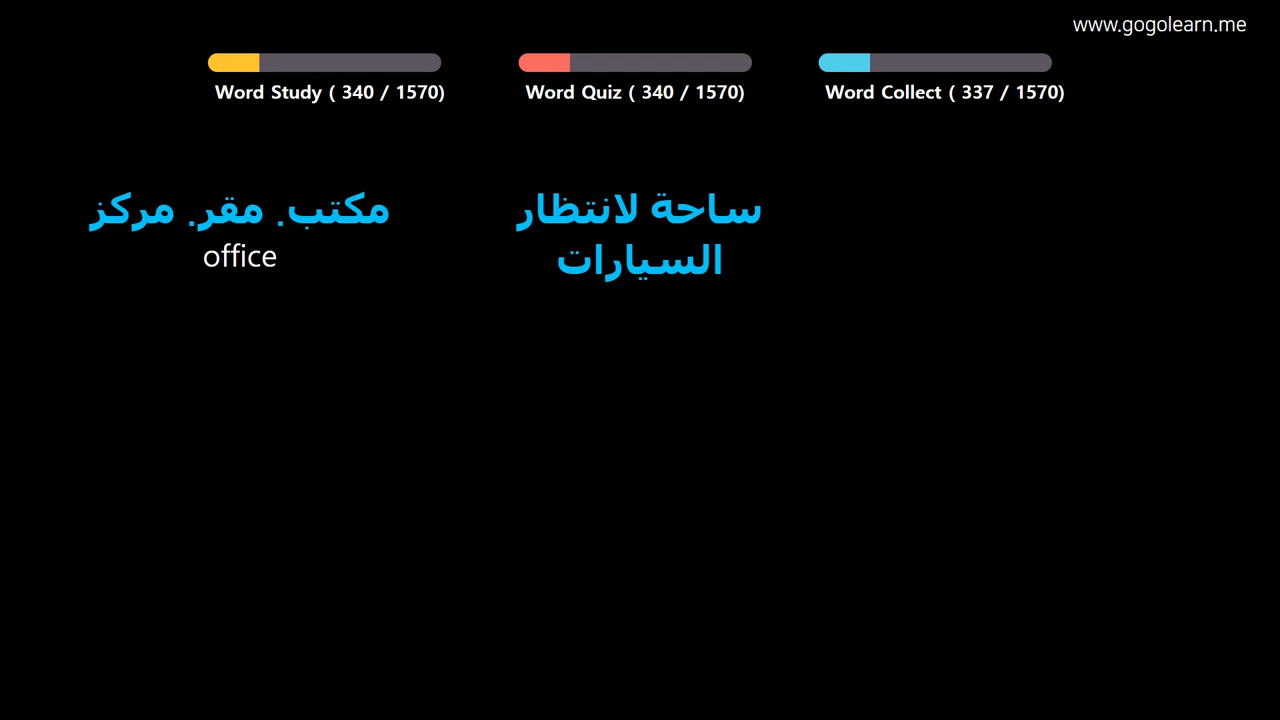 www.gogolearn.me
Word Study ( 340 / 1570)
Word Quiz ( 340 / 1570)
Word Collect ( 337 / 1570)
مكتب. مقر. مركز
office
ساحة لانتظار
السيارات